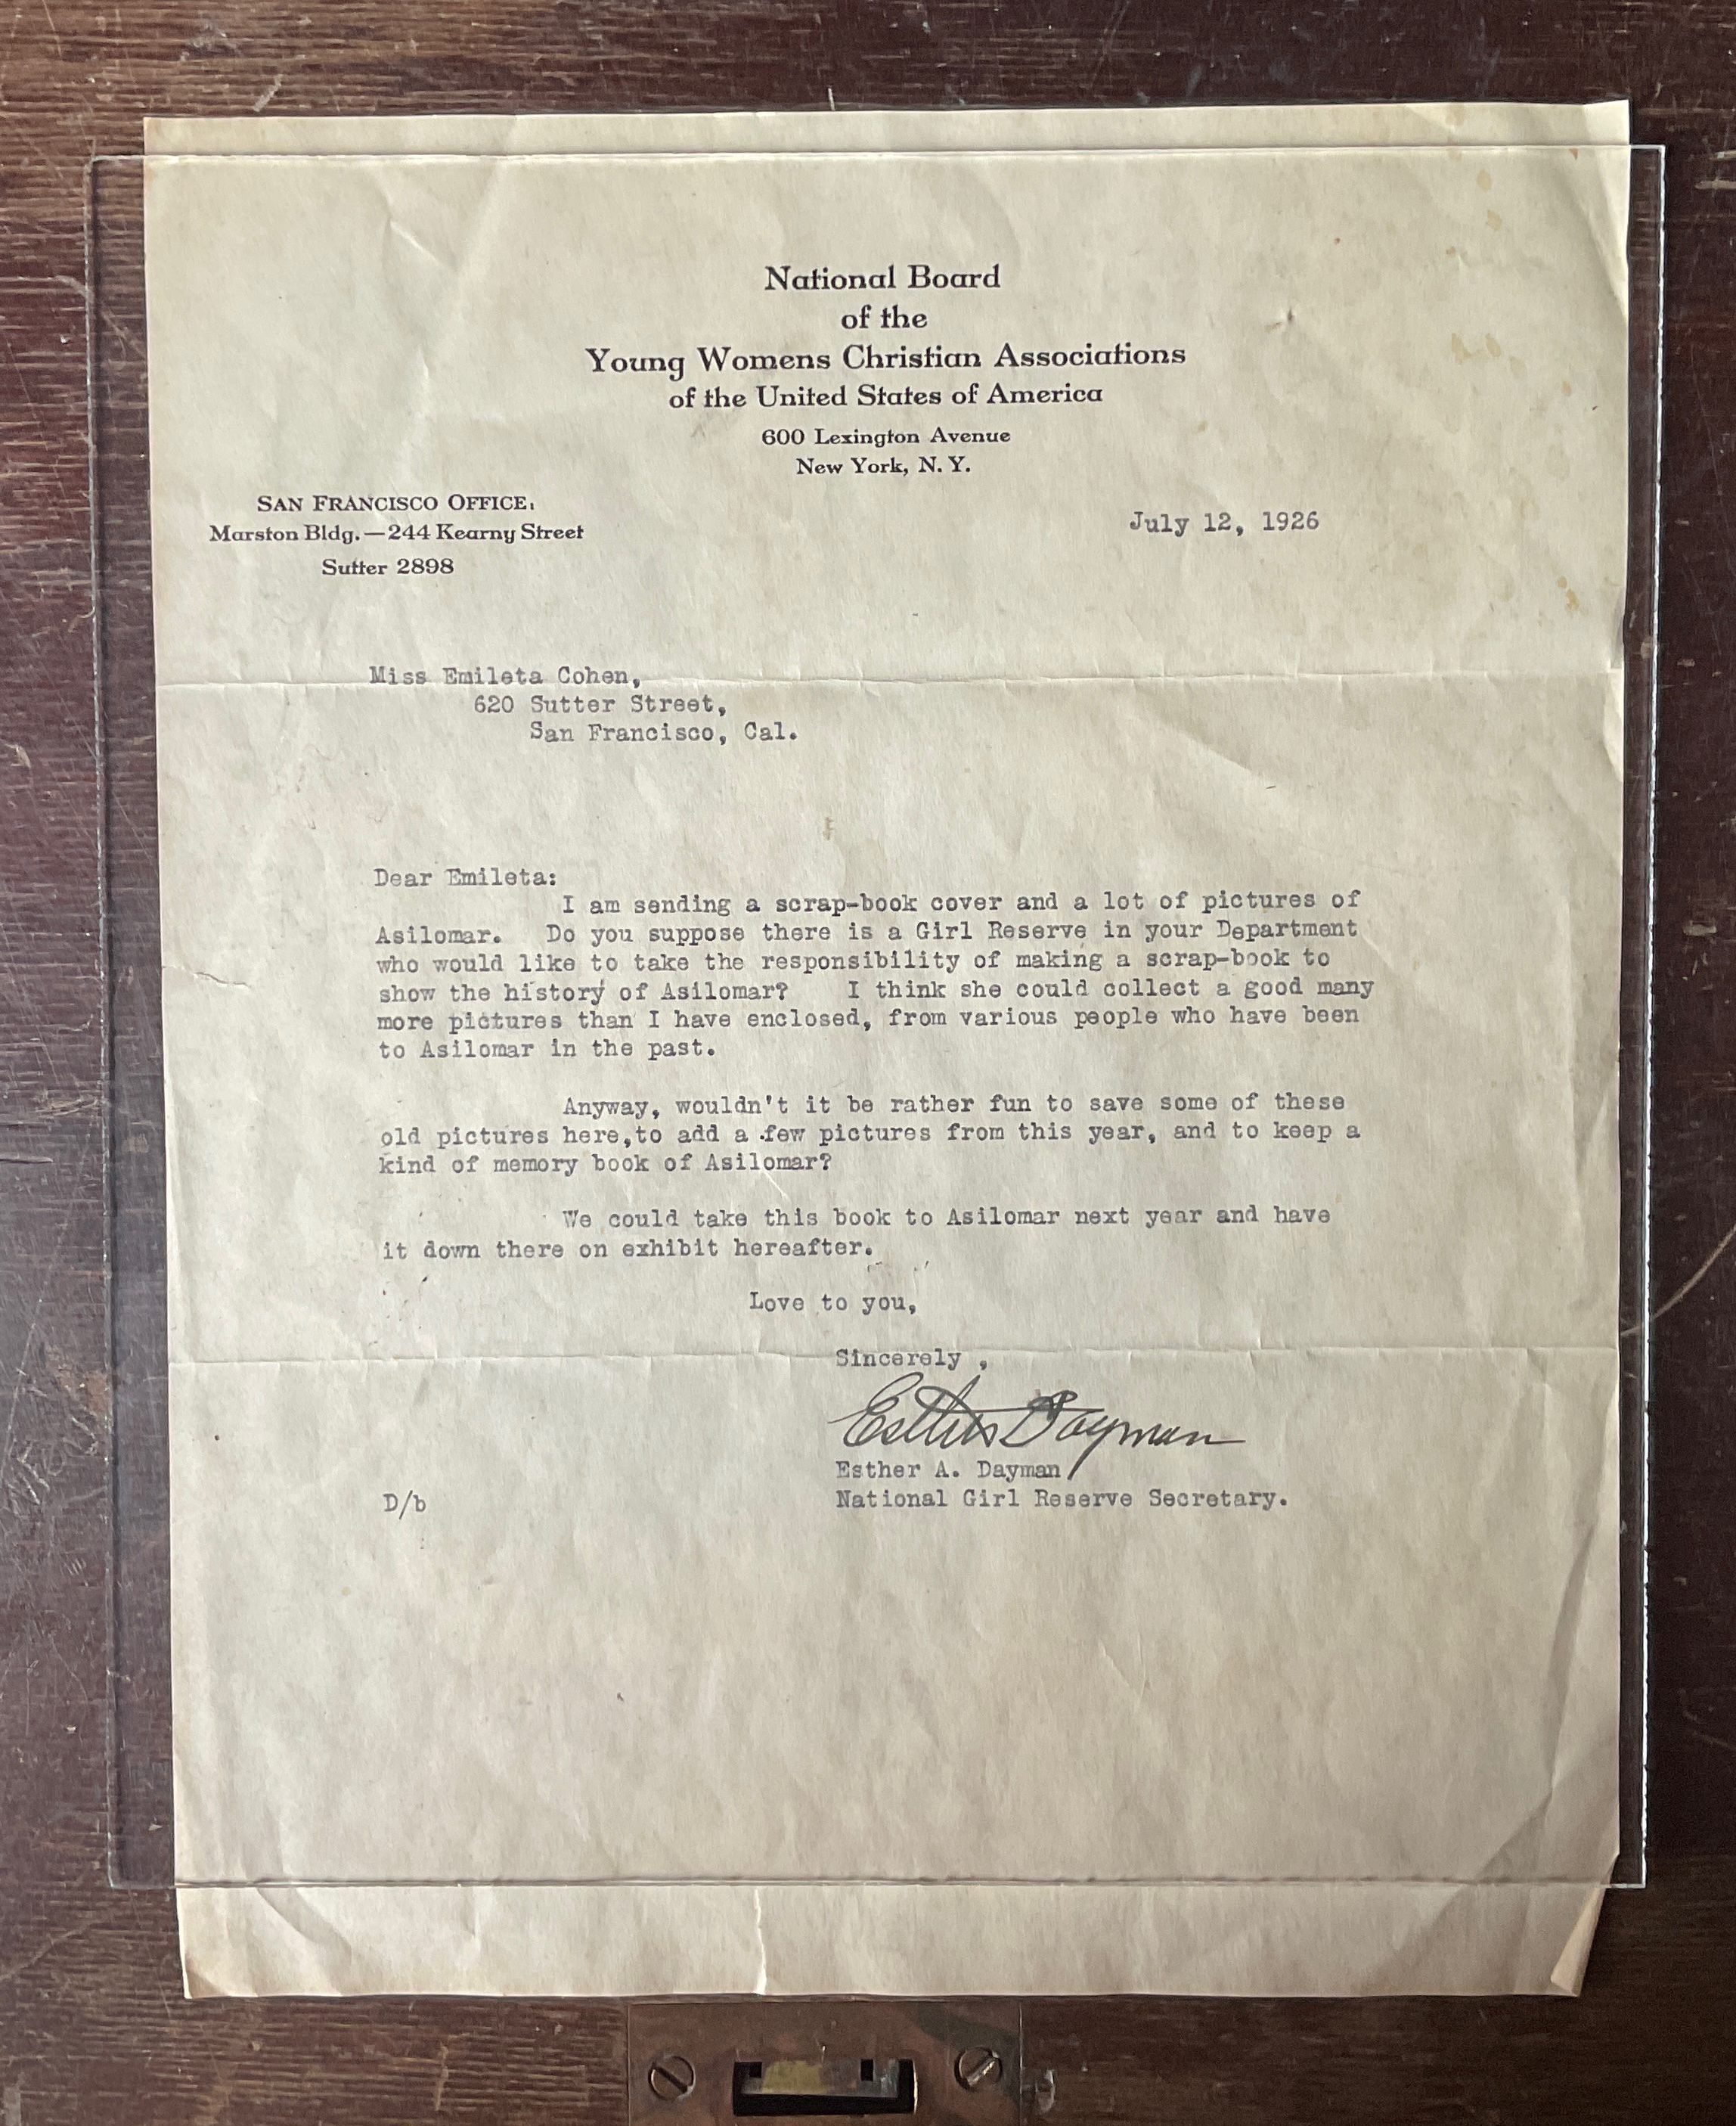 National Board
of the
Young Womens Christian Associations
of the United States of America
600 Lexington Avenue
New York, N. Y.
SAN FRANCISCO OFFICE,
Marston Bldg.—244 Kearny Street
Sutter 2898
July 12, 1926
Miss Emileta Cohen,
620 Sutter Street,
San Francisco, Cal.
Dear Emileta:
I am sending a scrap-book cover and a lot of pictures of
Asilomar. Do you suppose there is a Girl Reserve in your Department
who would like to take the responsibility of making a scrap-book to
show the history of Asilomar? I think she could collect a good many
more pictures than I have enclosed, from various people who have been
to Asilomar in the past.
Anyway, wouldn't it be rather fun to save some of these
old pictures here,to add a few pictures from this year, and to keep a
kind of memory book of Asilomar?
We could take this book to Asilomar next year and have
it down there on exhibit hereafter.
Love to you,
Sincerely ,
Esther Dayman
Esther A. Dayman
National Girl Reserve Secretary.
D/b